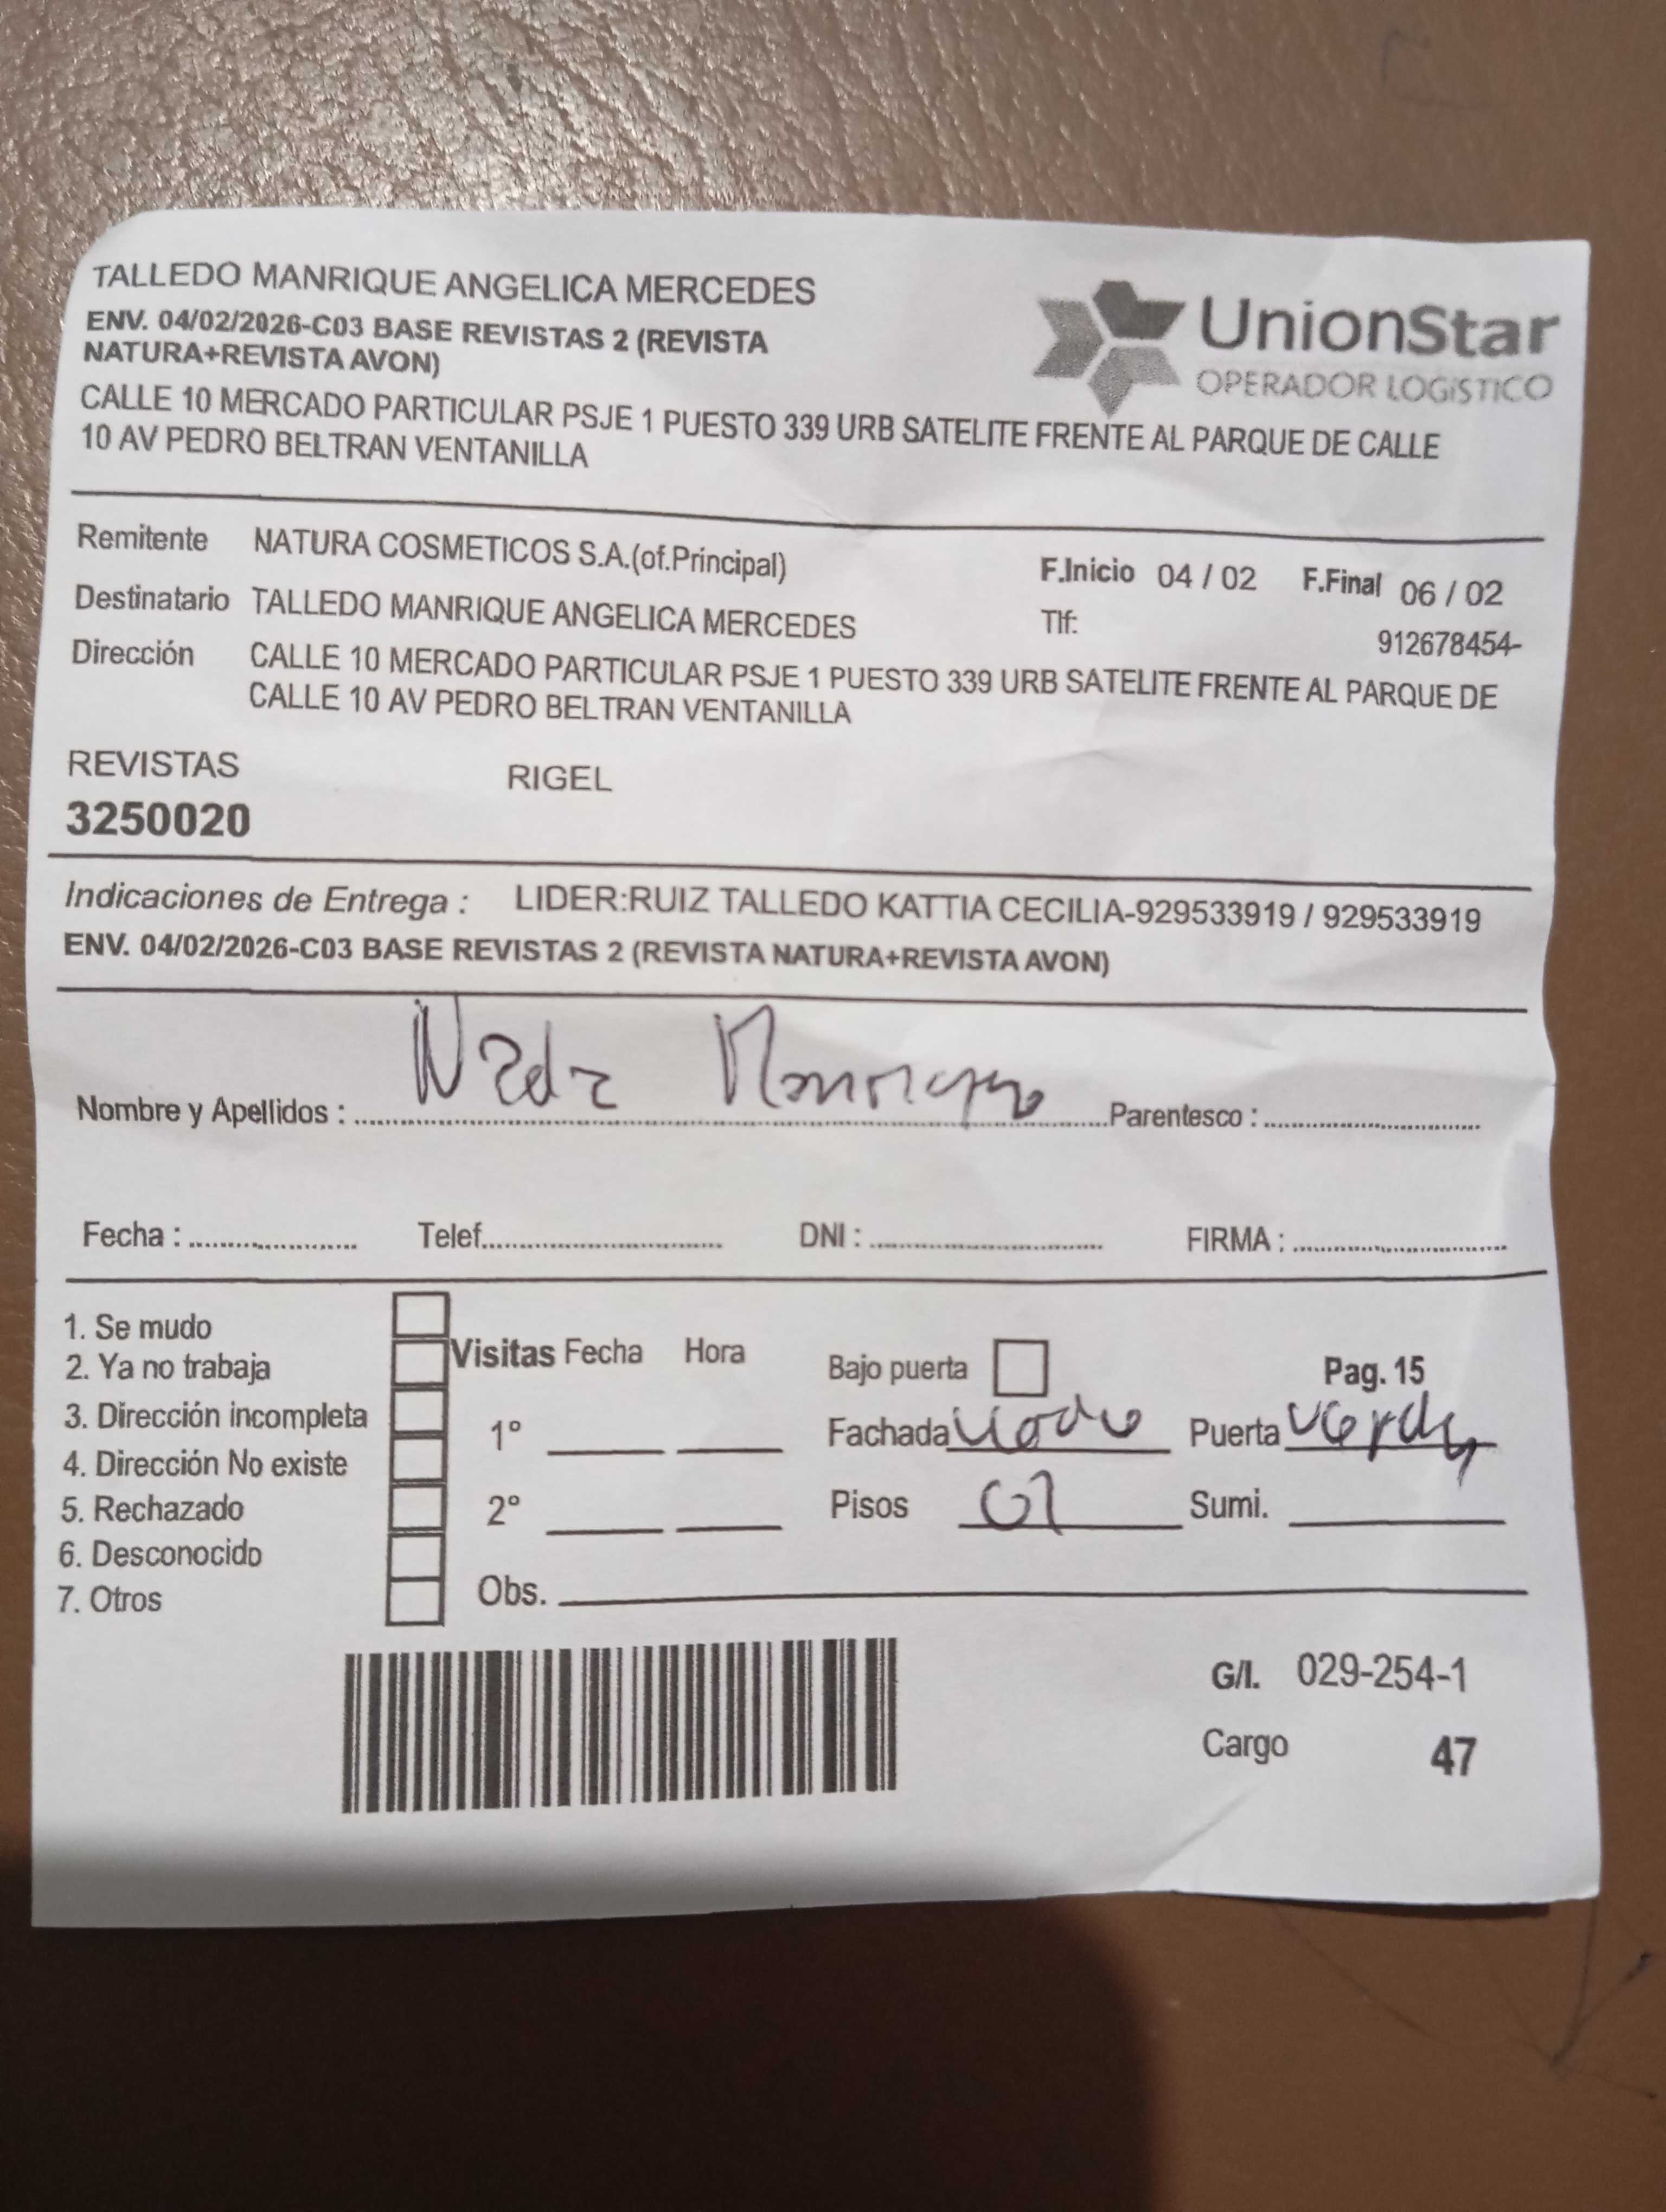 TALLEDO MANRIQUE ANGELICA MERCEDES
ENV. 04/02/2026-C03 BASE REVISTAS 2 (REVISTA
NATURA+REVISTA AVON)
CALLE 10 MERCADO PARTICULAR PSJE 1 PUESTO 339 URB SATELITE FRENTE AL PARQUE DE CALLE
10 AV PEDRO BELTRAN VENTANILLA
UnionStar
OPERADOR LOGíSTICO
Remitente NATURA COSMETICOS S.A.(of.Principal)
F.Inicio 04 / 02 F.Final 06 / 02
Destinatario TALLEDO MANRIQUE ANGELICA MERCEDES
Tlf: 912678454-
Dirección CALLE 10 MERCADO PARTICULAR PSJE 1 PUESTO 339 URB SATELITE FRENTE AL PARQUE DE
CALLE 10 AV PEDRO BELTRAN VENTANILLA
REVISTAS RIGEL
3250020
Indicaciones de Entrega : LIDER:RUIZ TALLEDO KATTIA CECILIA-929533919 / 929533919
ENV. 04/02/2026-C03 BASE REVISTAS 2 (REVISTA NATURA+REVISTA AVON)
Nombre y Apellidos : Parentesco :
Fecha : Telef. DNI : FIRMA :
1. Se mudo
2. Ya no trabaja
3. Dirección incompleta
4. Dirección No existe
5. Rechazado
6. Desconocido
7. Otros
Visitas Fecha Hora
1°
2°
Obs.
Bajo puerta Pag. 15
Fachada Puerta verde
Pisos 01 Sumi.
G/I. 029-254-1
Cargo 47